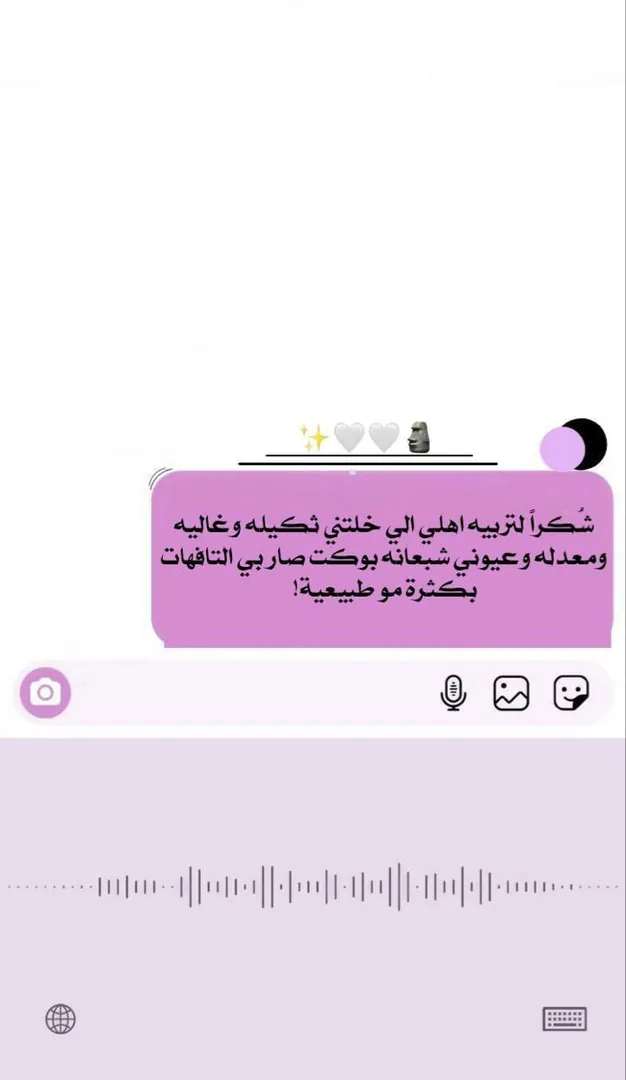 🗿🤍🤍✨
شُكراً لتربيه اهلي الي خلتني ثكيله وغاليه
ومعدله وعيوني شبعانه بوكت صار بي التافهات
بكثرة مو طبيعية!